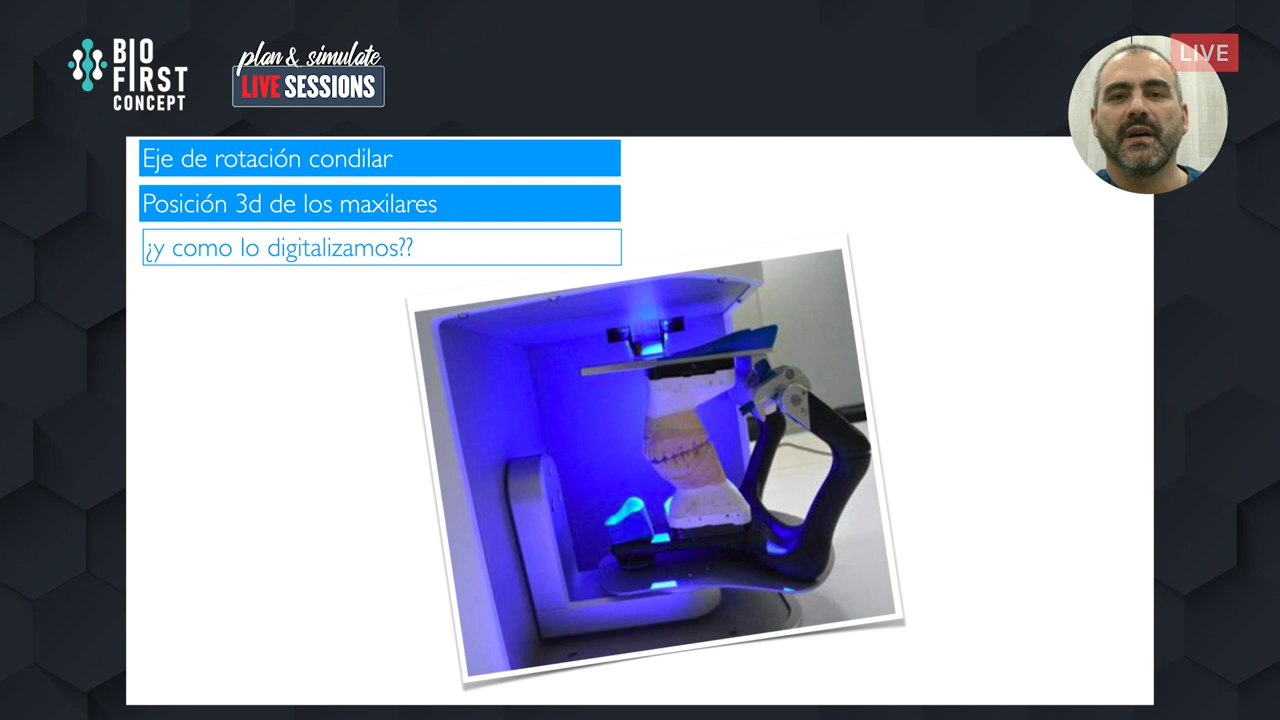 BIO
FIRST
CONCEPT
plan & simulate
LIVE SESSIONS
LIVE
Eje de rotación condilar
Posición 3d de los maxilares
¿y como lo digitalizamos??